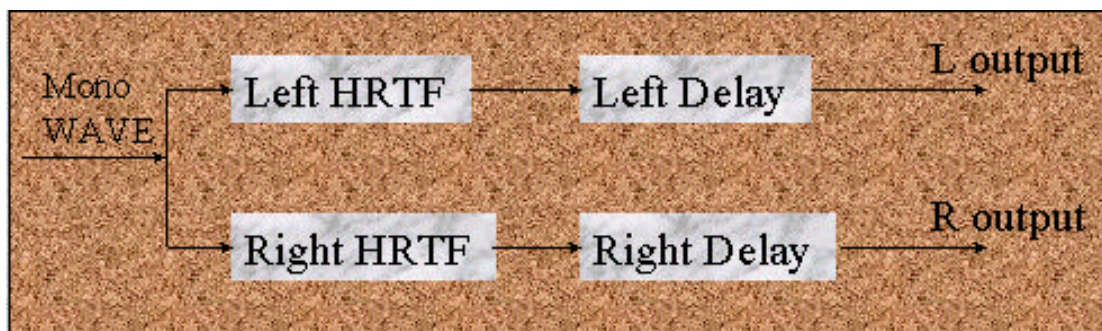 Mono
WAVE
Left HRTF
Left Delay
L output
Right HRTF
Right Delay
R output